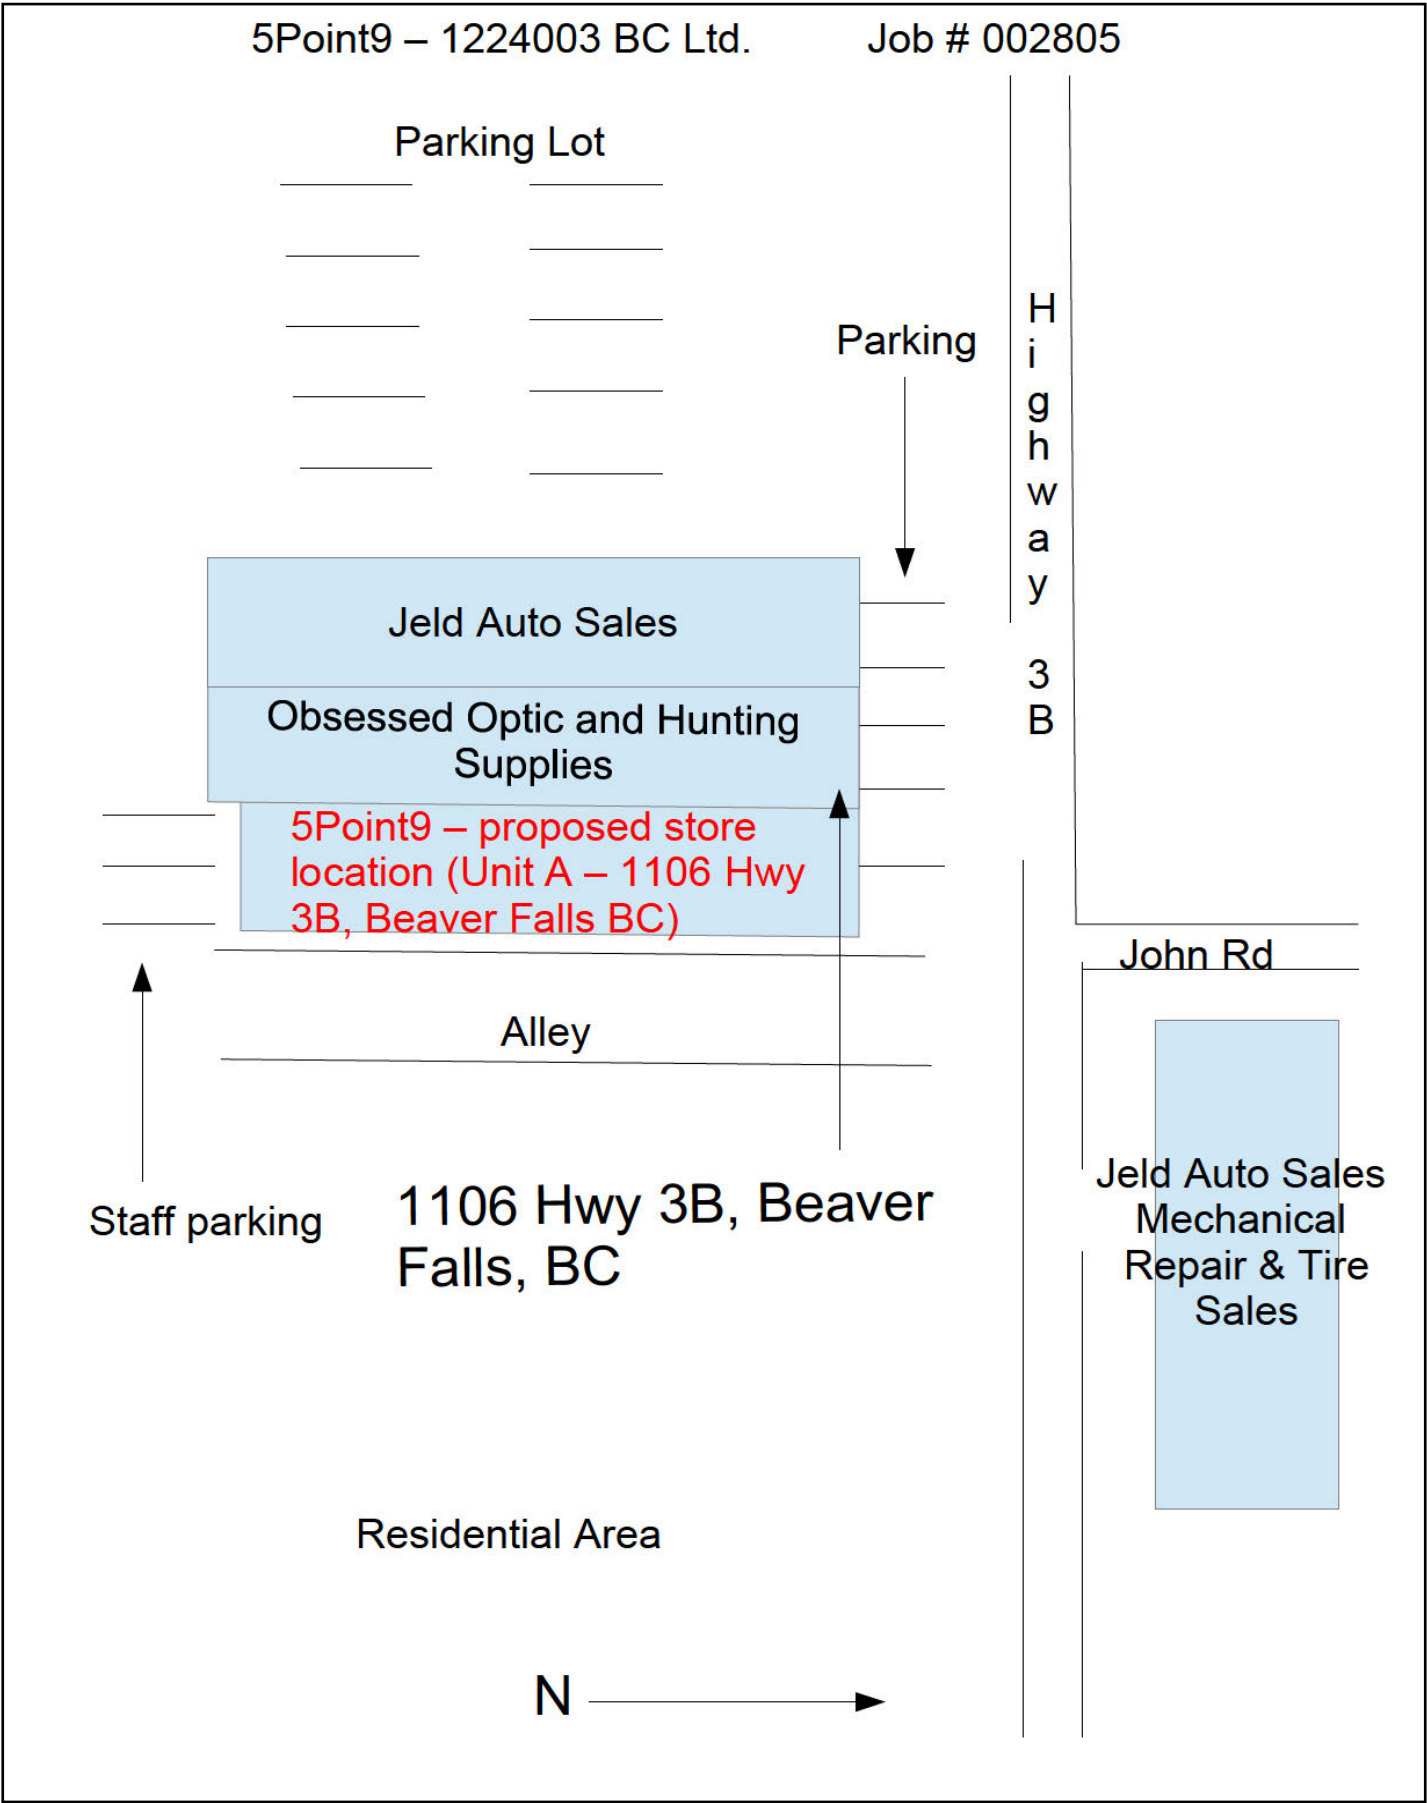 5Point9 – 1224003 BC Ltd. Job # 002805
Parking Lot
Parking
Highway 3B
Jeld Auto Sales
Obsessed Optic and Hunting
Supplies
5Point9 – proposed store
location (Unit A – 1106 Hwy
3B, Beaver Falls BC)
John Rd
Alley
Staff parking
1106 Hwy 3B, Beaver
Falls, BC
Jeld Auto Sales
Mechanical
Repair & Tire
Sales
Residential Area
N